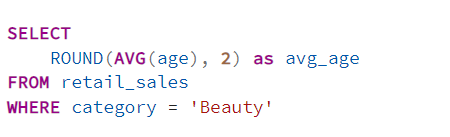 SELECT
    ROUND(AVG(age), 2) as avg_age
FROM retail_sales
WHERE category = 'Beauty'